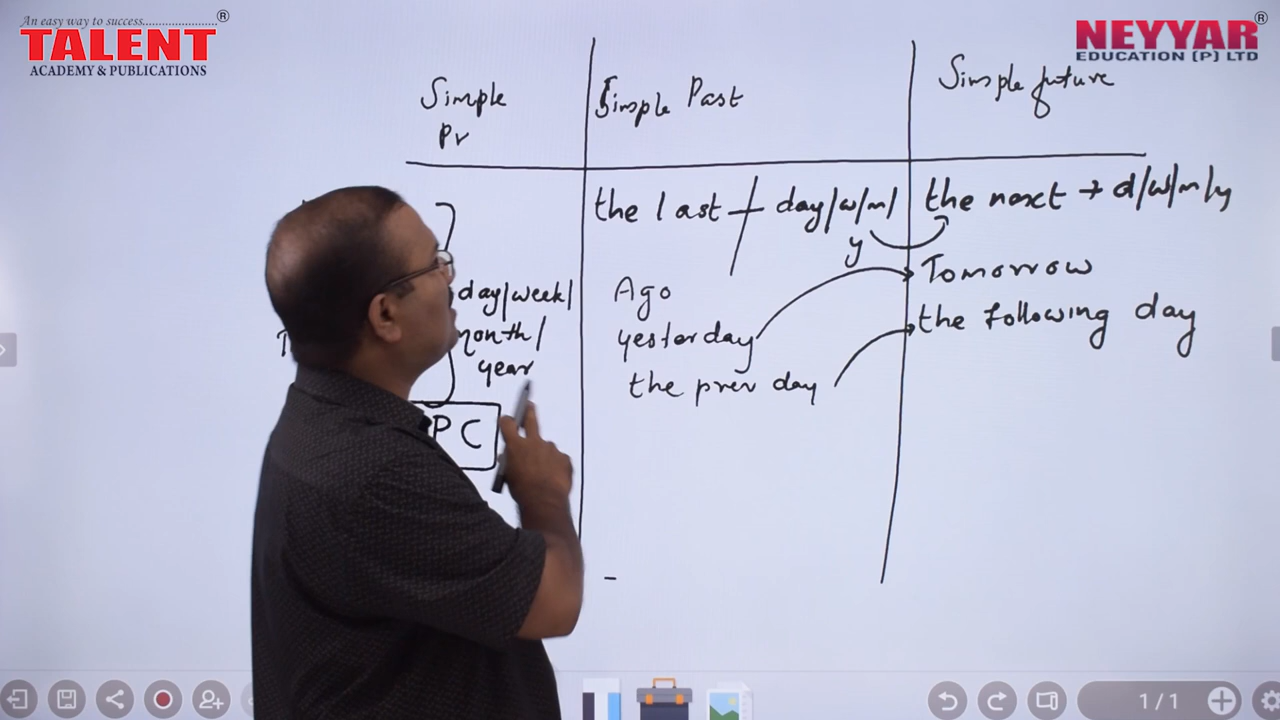 An easy way to success........................®
TALENT
ACADEMY & PUBLICATIONS
NEYYAR®
EDUCATION (P) LTD
Simple
Pr
Simple Past
Simple future
day/week/
month/
year
PC
the last + day/w/m/
y
Ago
yesterday
the prev day
the next + d/w/m/y
Tomorrow
the following day
1/1